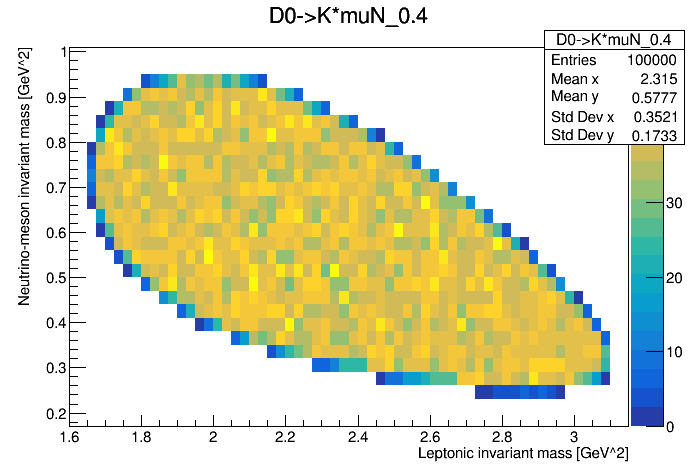 D0->K*muN_0.4
D0->K*muN_0.4
Entries 100000
Mean x 2.315
Mean y 0.5777
Std Dev x 0.3521
Std Dev y 0.1733
Neutrino-meson invariant mass [GeV^2]
1
0.9
0.8
0.7
0.6
0.5
0.4
0.3
0.2
30
20
10
0
1.6 1.8 2 2.2 2.4 2.6 2.8 3
Leptonic invariant mass [GeV^2]